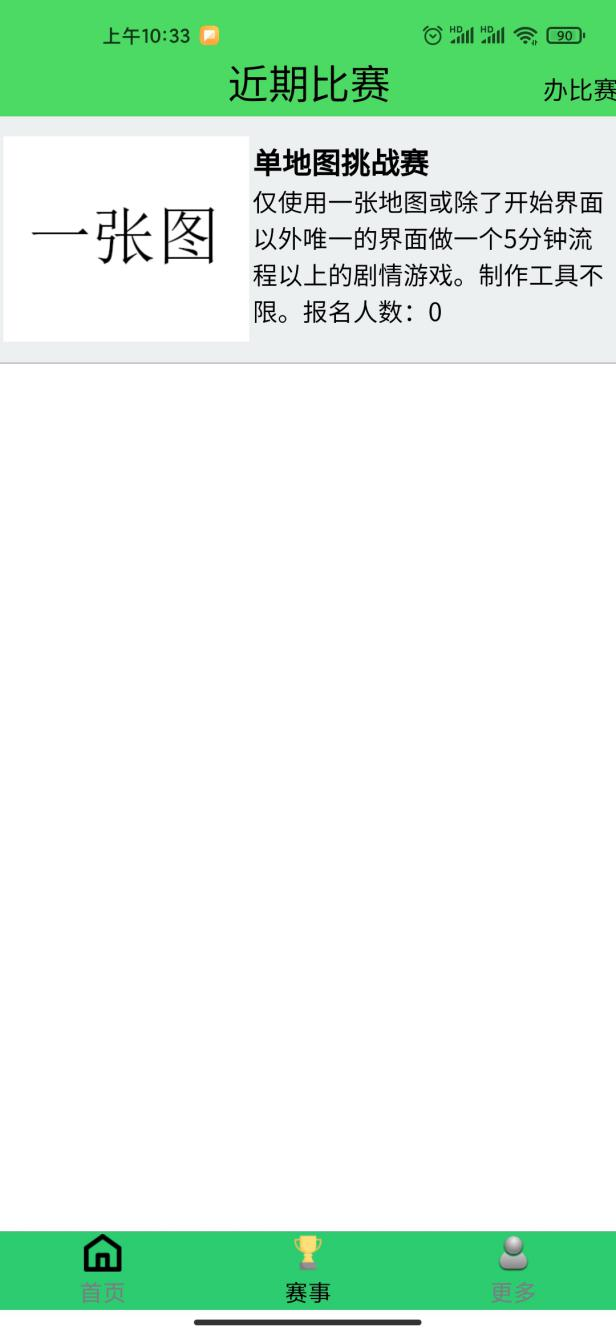 上午10:33
HD HD 90
近期比赛
办比赛
一张图
单地图挑战赛
仅使用一张地图或除了开始界面
以外唯一的界面做一个5分钟流
程以上的剧情游戏。制作工具不
限。报名人数：0
首页 赛事 更多